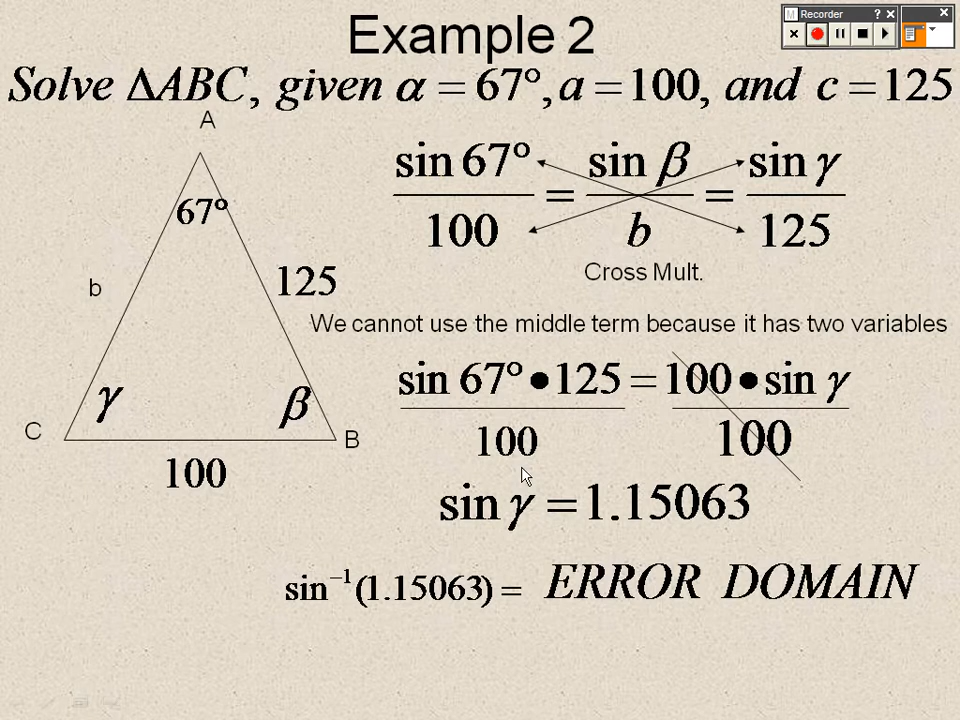 Example 2
Recorder
Solve ΔABC, given α = 67°, a = 100, and c = 125
A
67°
b
125
γ
β
C
B
100
sin 67° / 100 = sin β / b = sin γ / 125
Cross Mult.
We cannot use the middle term because it has two variables
sin 67° • 125 / 100 = 100 • sin γ / 100
sin γ = 1.15063
sin⁻¹(1.15063) = ERROR DOMAIN